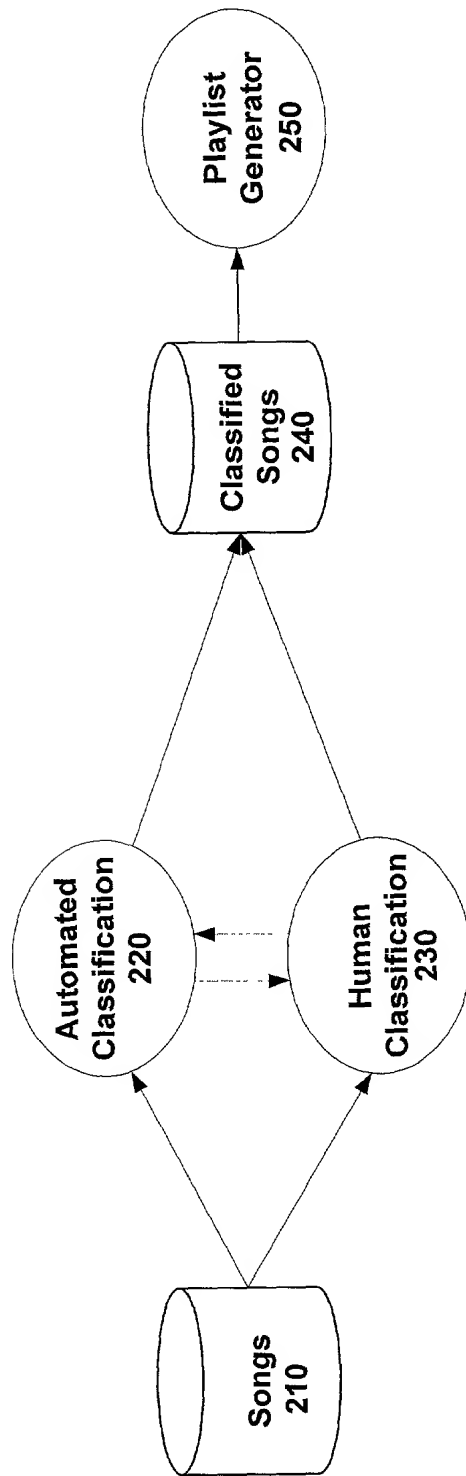 Songs
210
Automated
Classification
220
Human
Classification
230
Classified
Songs
240
Playlist
Generator
250